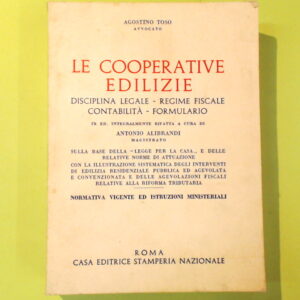 AGOSTINO TOSO
AVVOCATO
LE COOPERATIVE
EDILIZIE
DISCIPLINA LEGALE - REGIME FISCALE
CONTABILITÀ - FORMULARIO
IV ED. INTEGRALMENTE RIFATTA A CURA DI
ANTONIO ALIBRANDI
MAGISTRATO
SULLA BASE DELLA "LEGGE PER LA CASA„ E DELLE
RELATIVE NORME DI ATTUAZIONE
CON LA ILLUSTRAZIONE SISTEMATICA DEGLI INTERVENTI
DI EDILIZIA RESIDENZIALE PUBBLICA ED AGEVOLATA
E CONVENZIONATA E DELLE AGEVOLAZIONI FISCALI
RELATIVE ALLA RIFORMA TRIBUTARIA
NORMATIVA VIGENTE ED ISTRUZIONI MINISTERIALI
ROMA
CASA EDITRICE STAMPERIA NAZIONALE